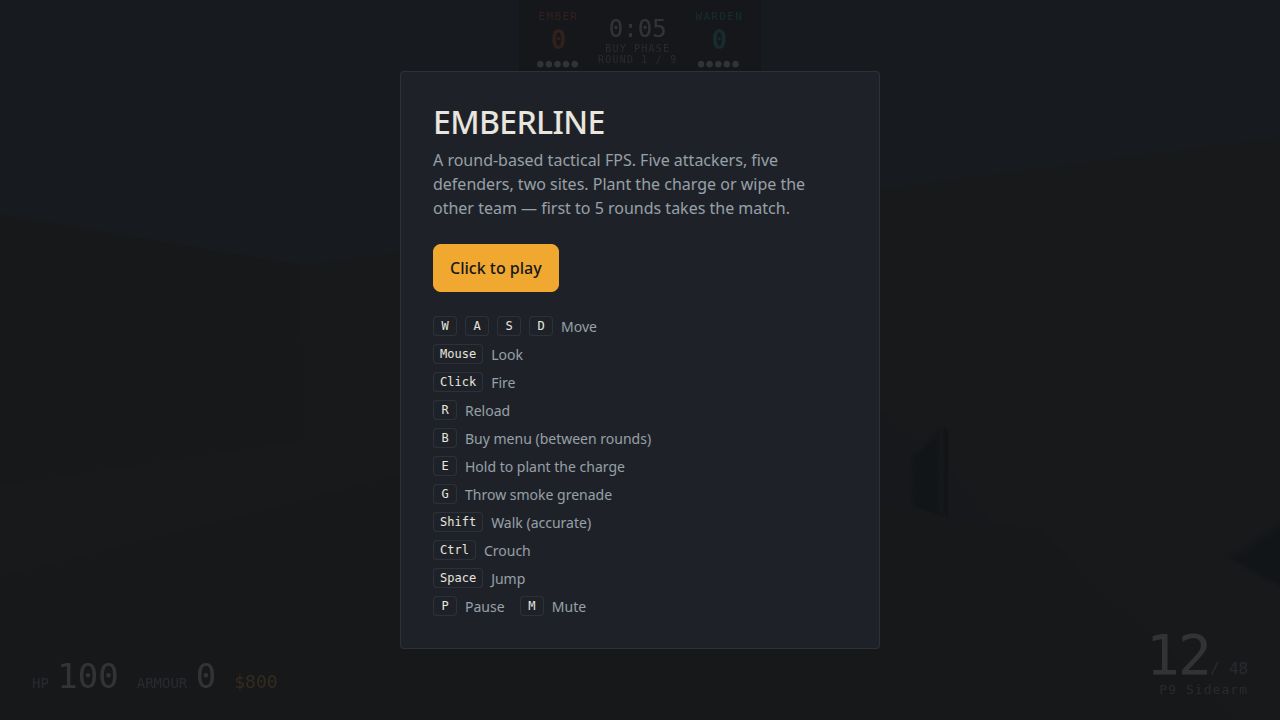 EMBER 0:05 WARDEN
0 BUY PHASE 0
ROUND 1 / 9
EMBERLINE
A round-based tactical FPS. Five attackers, five
defenders, two sites. Plant the charge or wipe the
other team — first to 5 rounds takes the match.
Click to play
W A S D Move
Mouse Look
Click Fire
R Reload
B Buy menu (between rounds)
E Hold to plant the charge
G Throw smoke grenade
Shift Walk (accurate)
Ctrl Crouch
Space Jump
P Pause M Mute
HP 100 ARMOUR 0 $800
12 / 48
P9 Sidearm